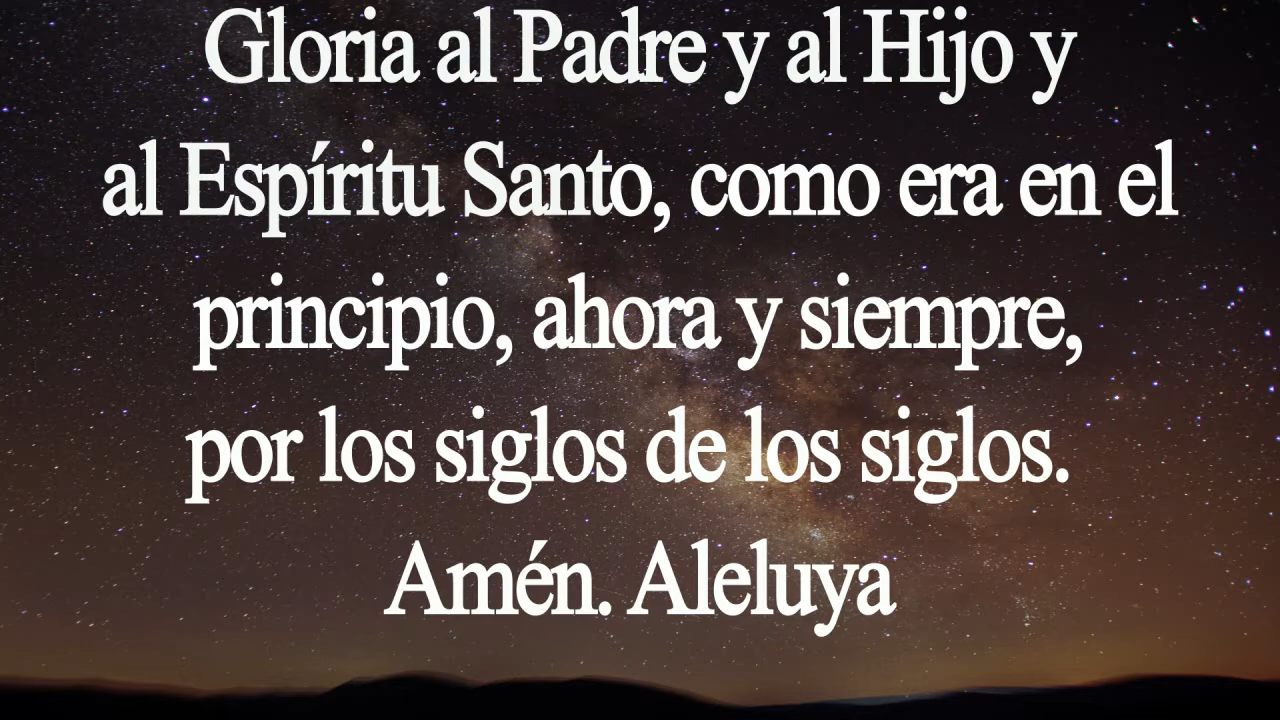 Gloria al Padre y al Hijo y
al Espíritu Santo, como era en el
principio, ahora y siempre,
por los siglos de los siglos.
Amén. Aleluya